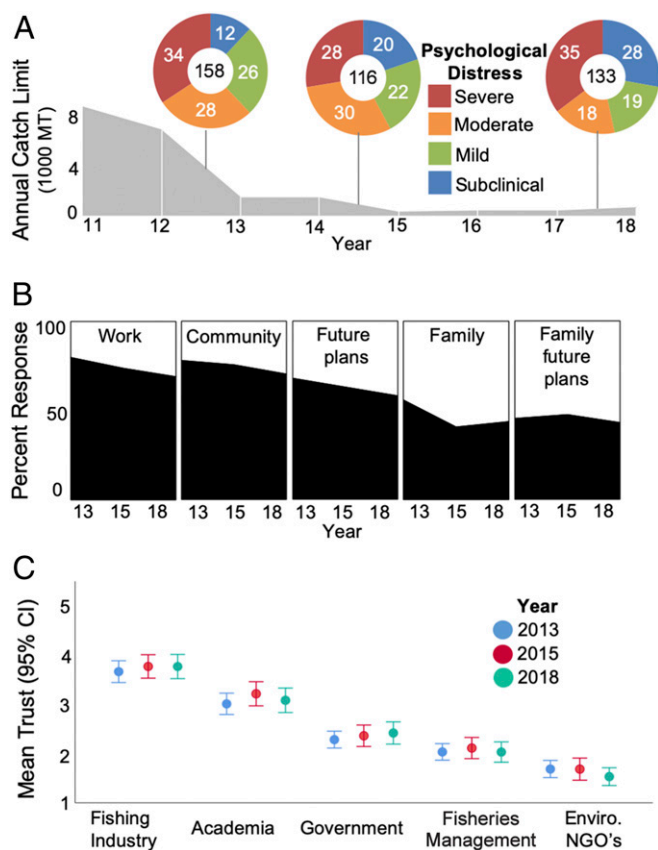 A
34
12
26
28
158
28
20
22
30
116
Psychological
Distress
Severe
Moderate
Mild
Subclinical
35
28
19
18
133
Annual Catch Limit
(1000 MT)
8
4
0
11 12 13 14 15 16 17 18
Year
B
Percent Response
100
50
0
Work
Community
Future
plans
Family
Family
future
plans
13 15 18 13 15 18 13 15 18 13 15 18 13 15 18
Year
C
Mean Trust (95% CI)
5
4
3
2
1
Year
2013
2015
2018
Fishing
Industry
Academia
Government
Fisheries
Management
Enviro.
NGO's